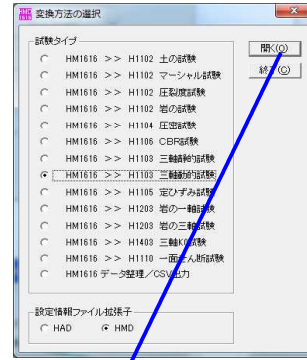 変換方法の選択
試験タイプ
HM1616 >> H1102 土の試験
HM1616 >> H1102 マーシャル試験
HM1616 >> H1102 圧裂度試験
HM1616 >> H1102 岩の試験
HM1616 >> H1104 圧密試験
HM1616 >> H1106 CBR試験
HM1616 >> H1103 三軸静的試験
HM1616 >> H1103 三軸動的試験
HM1616 >> H1105 定ひずみ試験
HM1616 >> H1203 岩の一軸試験
HM1616 >> H1203 岩の三軸試験
HM1616 >> H1403 三軸K0試験
HM1616 >> H1110 一面せん断試験
HM1616 データ整理/CSV出力
設定情報ファイル拡張子
HAD HMD
開く(O)
終了(C)